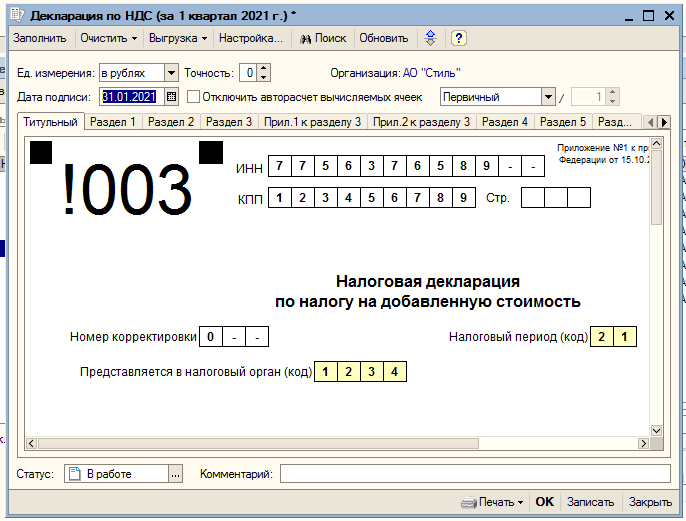 Декларация по НДС (за 1 квартал 2021 г.) *
Заполнить Очистить Выгрузка Настройка... Поиск Обновить ?
Ед. измерения: в рублях Точность: 0 Организация: АО "Стиль"
Дата подписи: 31.01.2021 Отключить авторасчет вычисляемых ячеек Первичный / 1
Титульный Раздел 1 Раздел 2 Раздел 3 Прил.1 к разделу 3 Прил.2 к разделу 3 Раздел 4 Раздел 5 Разд...
Приложение №1 к пр
Федерации от 15.10.2
!003
ИНН 7 7 5 6 3 7 6 5 8 9 - -
КПП 1 2 3 4 5 6 7 8 9 Стр.
Налоговая декларация
по налогу на добавленную стоимость
Номер корректировки 0 - - Налоговый период (код) 2 1
Представляется в налоговый орган (код) 1 2 3 4
Статус: В работе ... Комментарий:
Печать OK Записать Закрыть